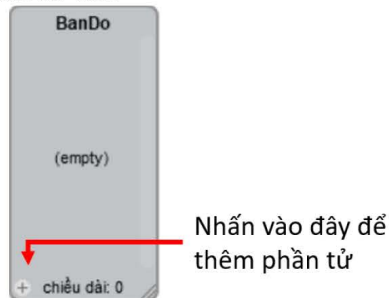 BanDo
(empty)
Nhấn vào đây để
thêm phần tử
+ chiều dài: 0